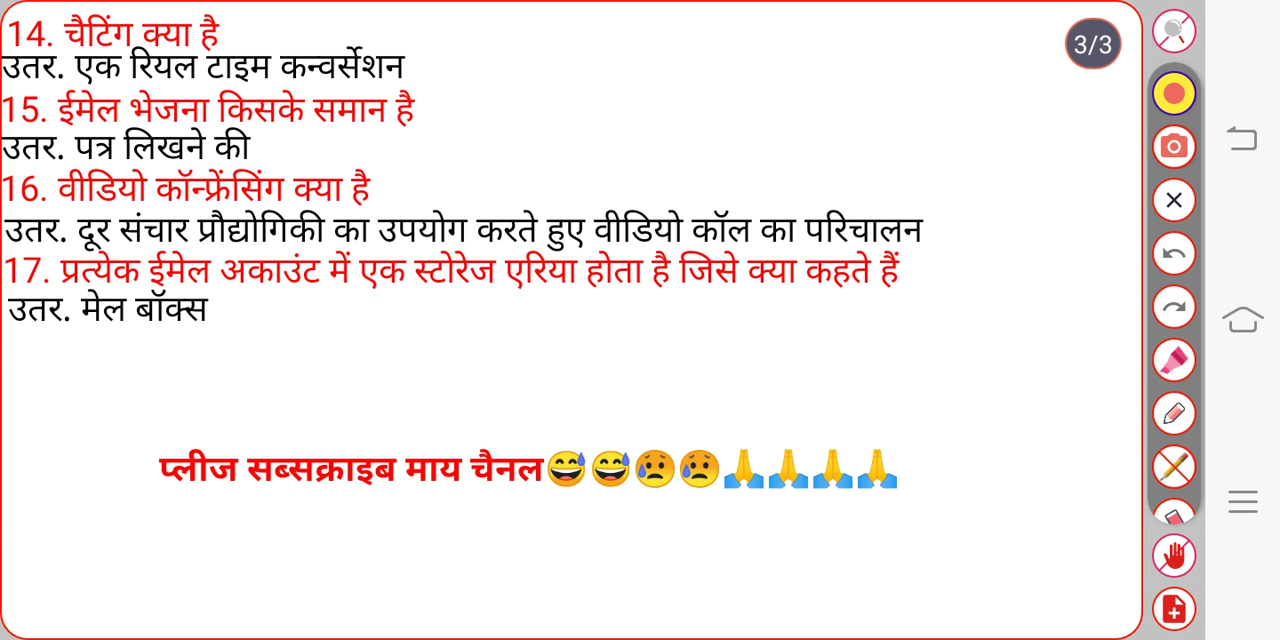 14. चैटिंग क्या है
उतर. एक रियल टाइम कन्वर्सेशन
15. ईमेल भेजना किसके समान है
उतर. पत्र लिखने की
16. वीडियो कॉन्फ्रेंसिंग क्या है
उतर. दूर संचार प्रौद्योगिकी का उपयोग करते हुए वीडियो कॉल का परिचालन
17. प्रत्येक ईमेल अकाउंट में एक स्टोरेज एरिया होता है जिसे क्या कहते हैं
उतर. मेल बॉक्स
प्लीज सब्सक्राइब माय चैनल😅😅😥😥🙏🙏🙏🙏
3/3